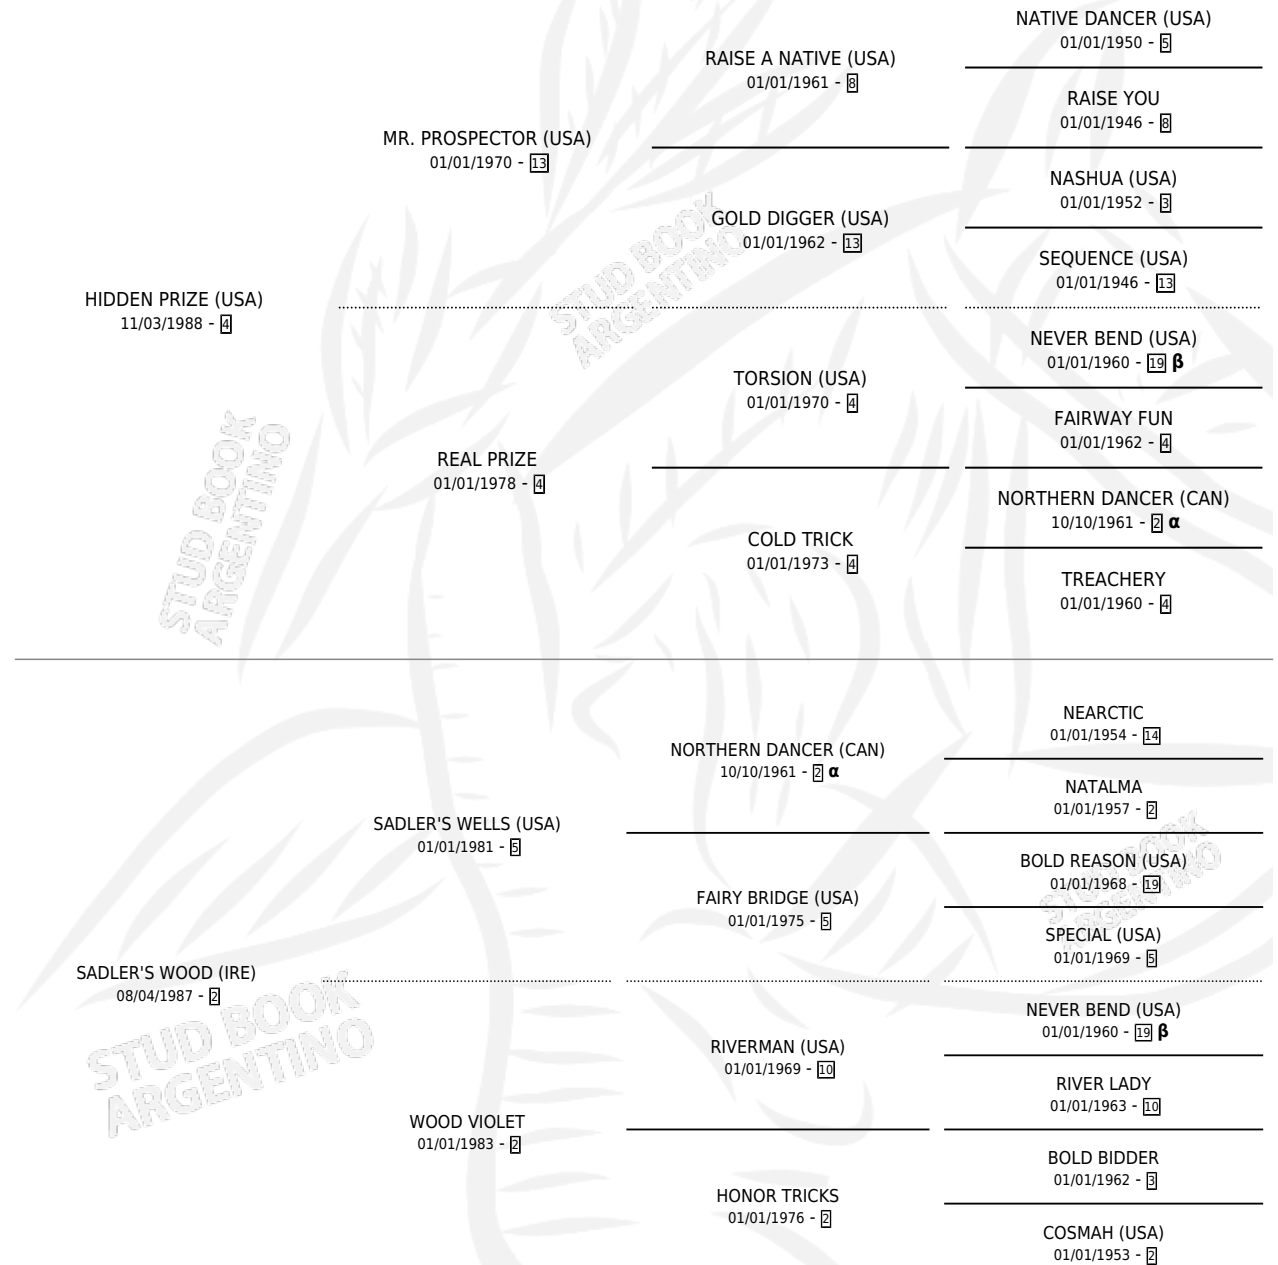 NATIVE DANCER (USA)
01/01/1950 - 5
RAISE A NATIVE (USA)
01/01/1961 - 8
RAISE YOU
01/01/1946 - 8
MR. PROSPECTOR (USA)
01/01/1970 - 13
NASHUA (USA)
01/01/1952 - 3
GOLD DIGGER (USA)
01/01/1962 - 13
SEQUENCE (USA)
01/01/1946 - 13
HIDDEN PRIZE (USA)
11/03/1988 - 4
NEVER BEND (USA)
01/01/1960 - 19 β
TORSION (USA)
01/01/1970 - 4
FAIRWAY FUN
01/01/1962 - 4
REAL PRIZE
01/01/1978 - 4
NORTHERN DANCER (CAN)
10/10/1961 - 2 α
COLD TRICK
01/01/1973 - 4
TREACHERY
01/01/1960 - 4
NEARCTIC
01/01/1954 - 14
NORTHERN DANCER (CAN)
10/10/1961 - 2 α
NATALMA
01/01/1957 - 2
SADLER'S WELLS (USA)
01/01/1981 - 5
BOLD REASON (USA)
01/01/1968 - 19
FAIRY BRIDGE (USA)
01/01/1975 - 5
SPECIAL (USA)
01/01/1969 - 5
SADLER'S WOOD (IRE)
08/04/1987 - 2
NEVER BEND (USA)
01/01/1960 - 19 β
RIVERMAN (USA)
01/01/1969 - 10
RIVER LADY
01/01/1963 - 10
WOOD VIOLET
01/01/1983 - 2
BOLD BIDDER
01/01/1962 - 3
HONOR TRICKS
01/01/1976 - 2
COSMAH (USA)
01/01/1953 - 2
STUD BOOK
ARGENTINO
STUD BOOK
ARGENTINO
STUD BOOK
ARGENTINO
STUD BOOK
ARGENTINO